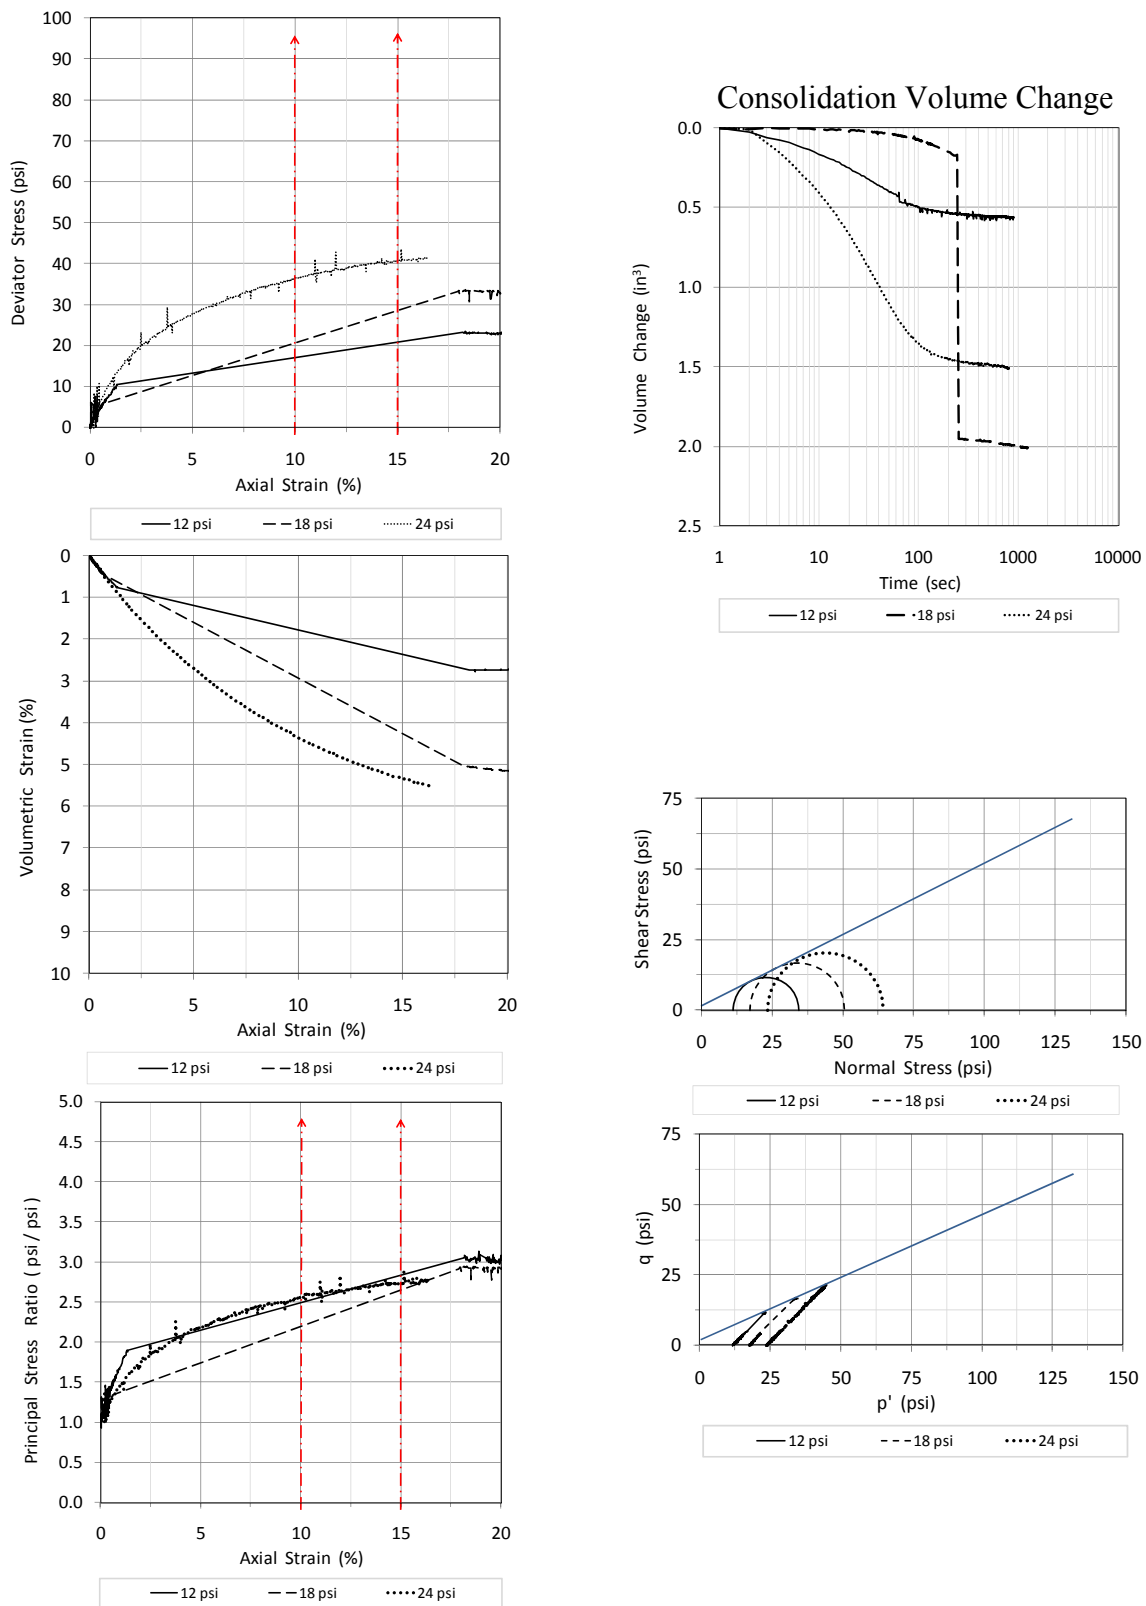 100
90
80
70
60
50
40
30
20
10
0
Deviator Stress (psi)
0 5 10 15 20
Axial Strain (%)
12 psi 18 psi 24 psi
0
1
2
3
4
5
6
7
8
9
10
Volumetric Strain (%)
0 5 10 15 20
Axial Strain (%)
12 psi 18 psi 24 psi
5.0
4.5
4.0
3.5
3.0
2.5
2.0
1.5
1.0
0.5
0.0
Principal Stress Ratio ( psi / psi)
0 5 10 15 20
Axial Strain (%)
12 psi 18 psi 24 psi
Consolidation Volume Change
0.0
0.5
1.0
1.5
2.0
2.5
Volume Change (in³)
1 10 100 1000 10000
Time (sec)
12 psi 18 psi 24 psi
75
50
25
0
Shear Stress (psi)
0 25 50 75 100 125 150
Normal Stress (psi)
12 psi 18 psi 24 psi
75
50
25
0
q (psi)
0 25 50 75 100 125 150
p' (psi)
12 psi 18 psi 24 psi